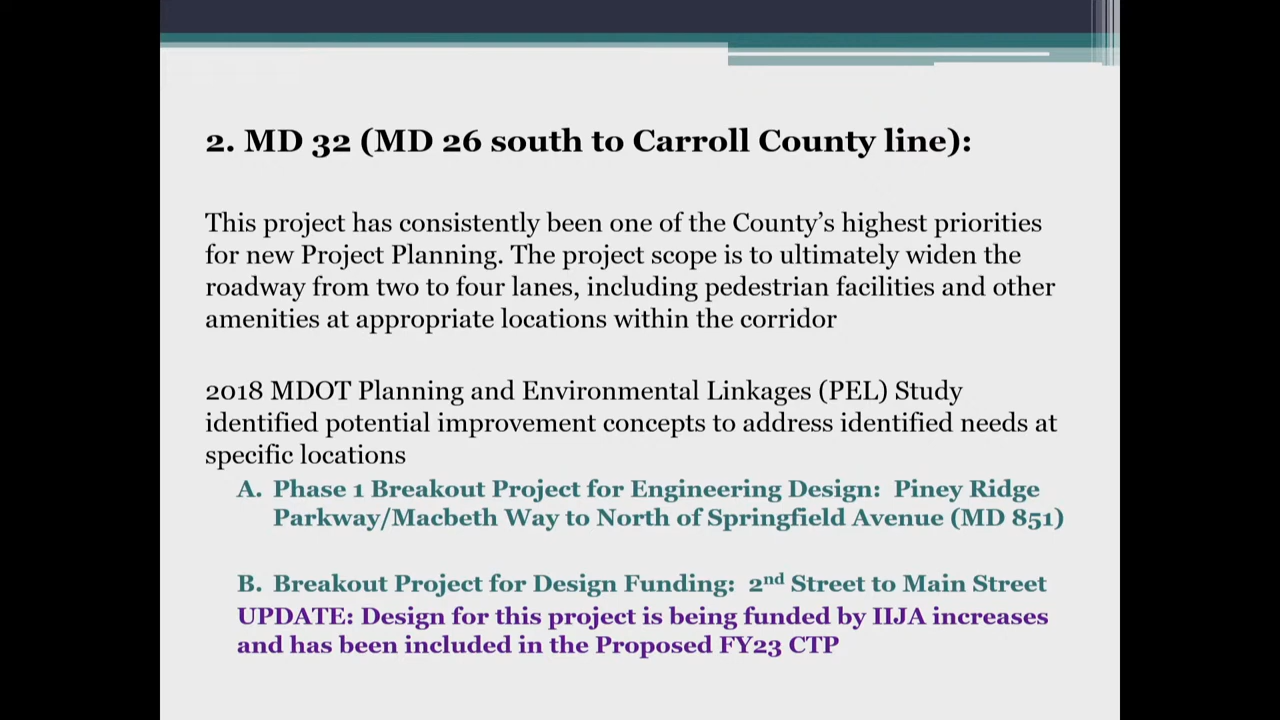 2. MD 32 (MD 26 south to Carroll County line):
This project has consistently been one of the County’s highest priorities
for new Project Planning. The project scope is to ultimately widen the
roadway from two to four lanes, including pedestrian facilities and other
amenities at appropriate locations within the corridor
2018 MDOT Planning and Environmental Linkages (PEL) Study
identified potential improvement concepts to address identified needs at
specific locations
A. Phase 1 Breakout Project for Engineering Design: Piney Ridge
Parkway/Macbeth Way to North of Springfield Avenue (MD 851)
B. Breakout Project for Design Funding: 2nd Street to Main Street
UPDATE: Design for this project is being funded by IIJA increases
and has been included in the Proposed FY23 CTP